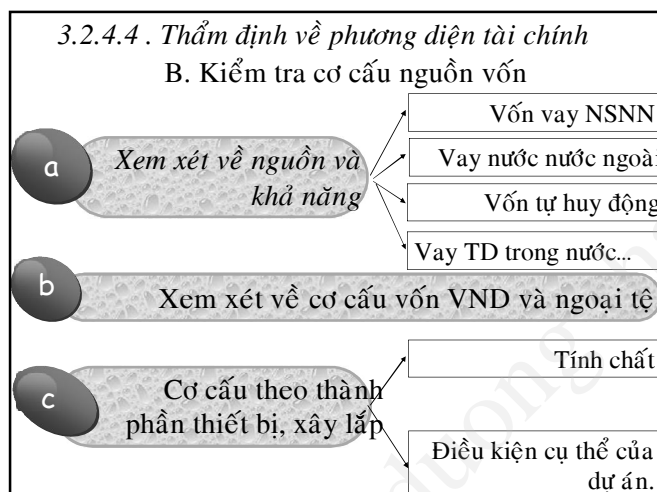 3.2.4.4 . Thẩm định về phương diện tài chính
B. Kiểm tra cơ cấu nguồn vốn
a
Xem xét về nguồn và
khả năng
Vốn vay NSNN
Vay nước nước ngoài
Vốn tự huy động
Vay TD trong nước...
b
Xem xét về cơ cấu vốn VND và ngoại tệ
c
Cơ cấu theo thành
phần thiết bị, xây lắp
Tính chất
Điều kiện cụ thể của
dự án.